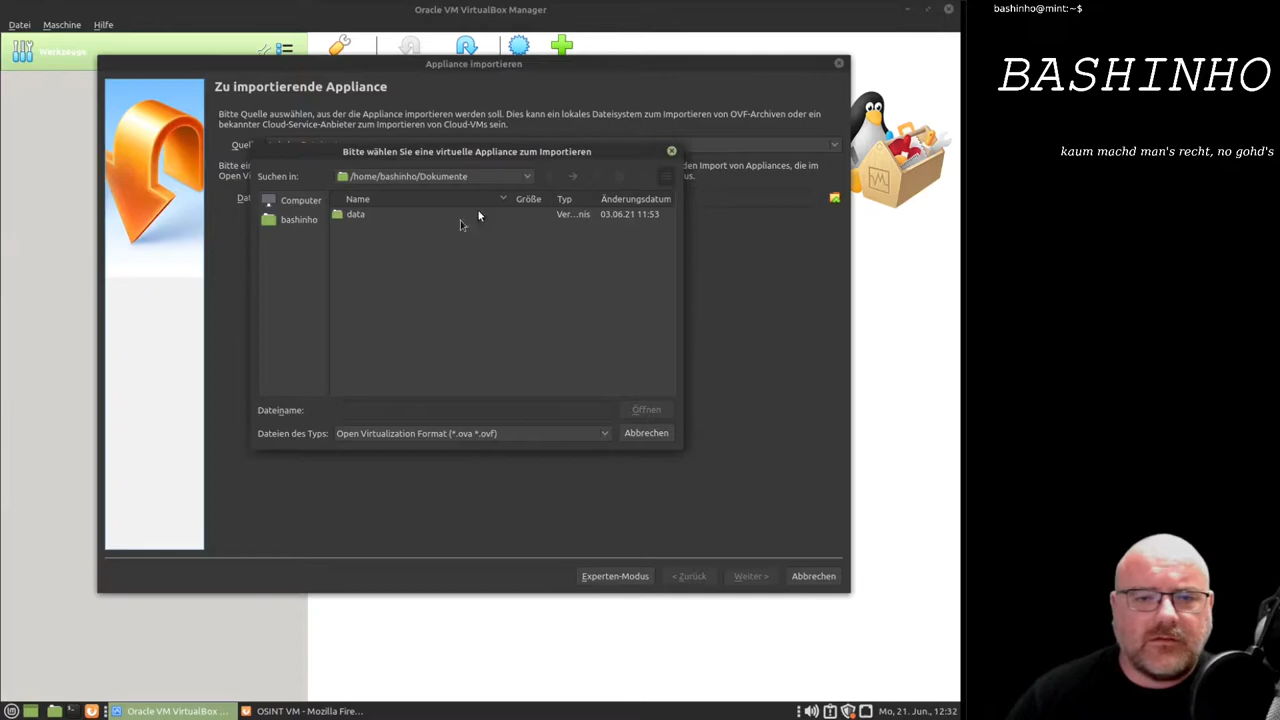 Oracle VM VirtualBox Manager
bashinho@mint:~$
Datei Maschine Hilfe
Werkzeuge
BASHINHO
kaum machd man's recht, no gohd's
Appliance importieren
Zu importierende Appliance
Bitte Quelle auswählen, aus der die Appliance importieren werden soll. Dies kann ein lokales Dateisystem zum Importieren von OVF-Archiven oder ein
bekannter Cloud-Service-Anbieter zum Importieren von Cloud-VMs sein.
Bitte wählen Sie eine virtuelle Appliance zum Importieren
den Import von Appliances, die im
Open
Suchen in: /home/bashinho/Dokumente
Computer
bashinho
Name Größe Typ Änderungsdatum
data Ver...nis 03.06.21 11:53
Dateiname: Öffnen
Dateien des Typs: Open Virtualization Format (*.ova *.ovf) Abbrechen
Experten-Modus < Zurück Weiter > Abbrechen
Oracle VM VirtualBox ... OSINT VM - Mozilla Fire... Mo, 21. Jun., 12:32